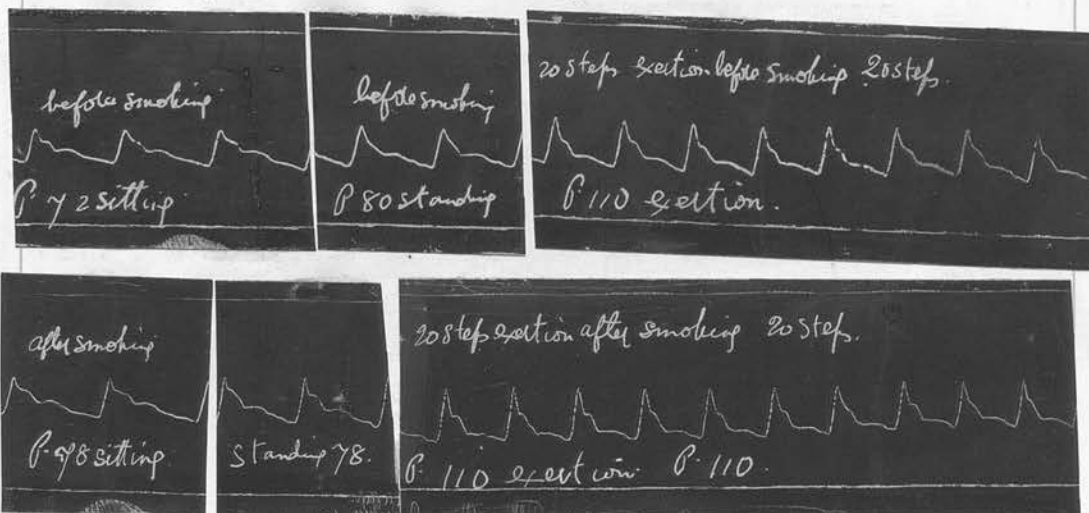 before smoking
P 72 sitting
before smoking
P 80 standing
20 steps exertion before smoking 20 steps.
P 110 exertion.
after smoking
P. sitting
standing 78.
20 steps exertion after smoking 20 steps.
P. 110 exertion P. 110.